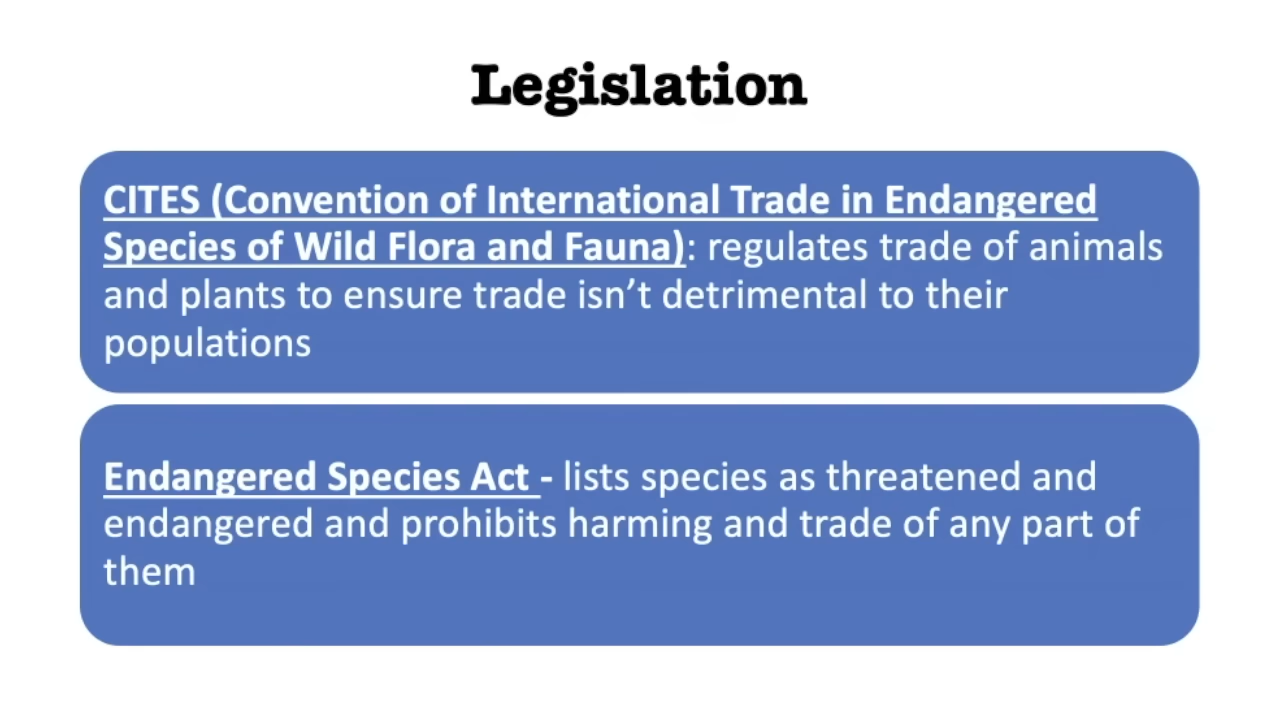 Legislation
CITES (Convention of International Trade in Endangered
Species of Wild Flora and Fauna): regulates trade of animals
and plants to ensure trade isn’t detrimental to their
populations
Endangered Species Act - lists species as threatened and
endangered and prohibits harming and trade of any part of
them